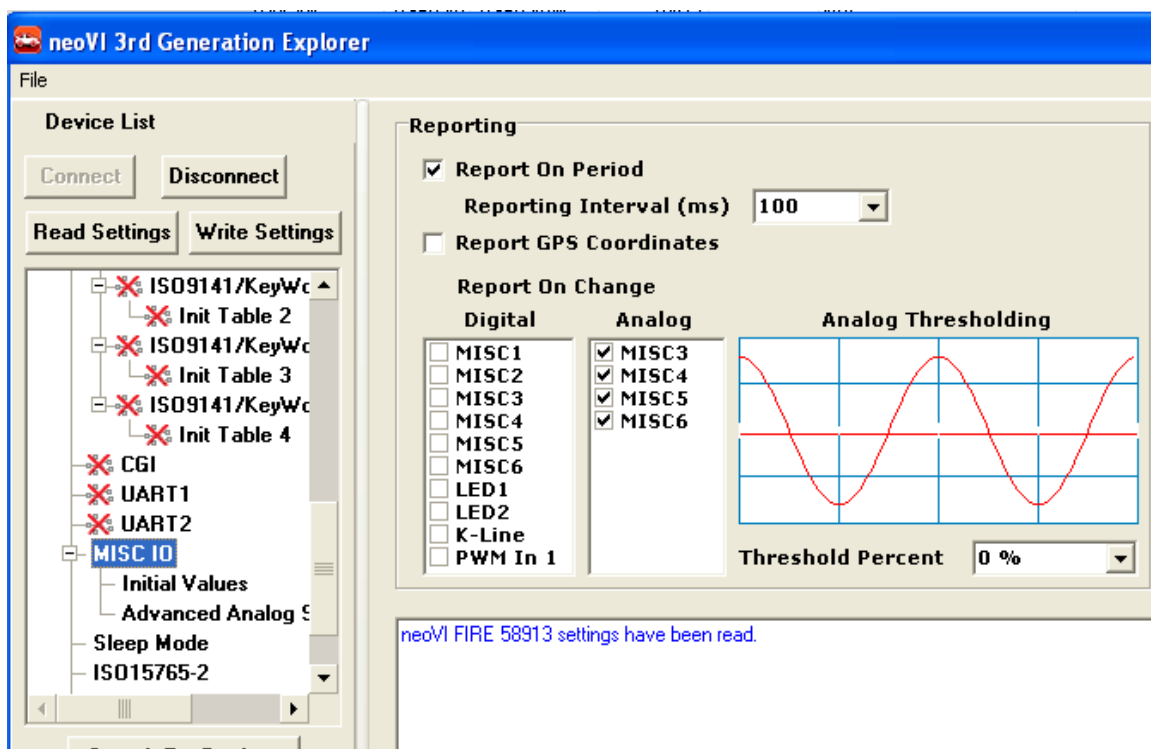 neoVI 3rd Generation Explorer
File
Device List
Connect
Disconnect
Read Settings
Write Settings
ISO9141/KeyWc
Init Table 2
ISO9141/KeyWc
Init Table 3
ISO9141/KeyWc
Init Table 4
CGI
UART1
UART2
MISC IO
Initial Values
Advanced Analog S
Sleep Mode
ISO15765-2
Reporting
Report On Period
Reporting Interval (ms) 100
Report GPS Coordinates
Report On Change
Digital
MISC1
MISC2
MISC3
MISC4
MISC5
MISC6
LED1
LED2
K-Line
PWM In 1
Analog
MISC3
MISC4
MISC5
MISC6
Analog Thresholding
Threshold Percent 0 %
neoVI FIRE 58913 settings have been read.